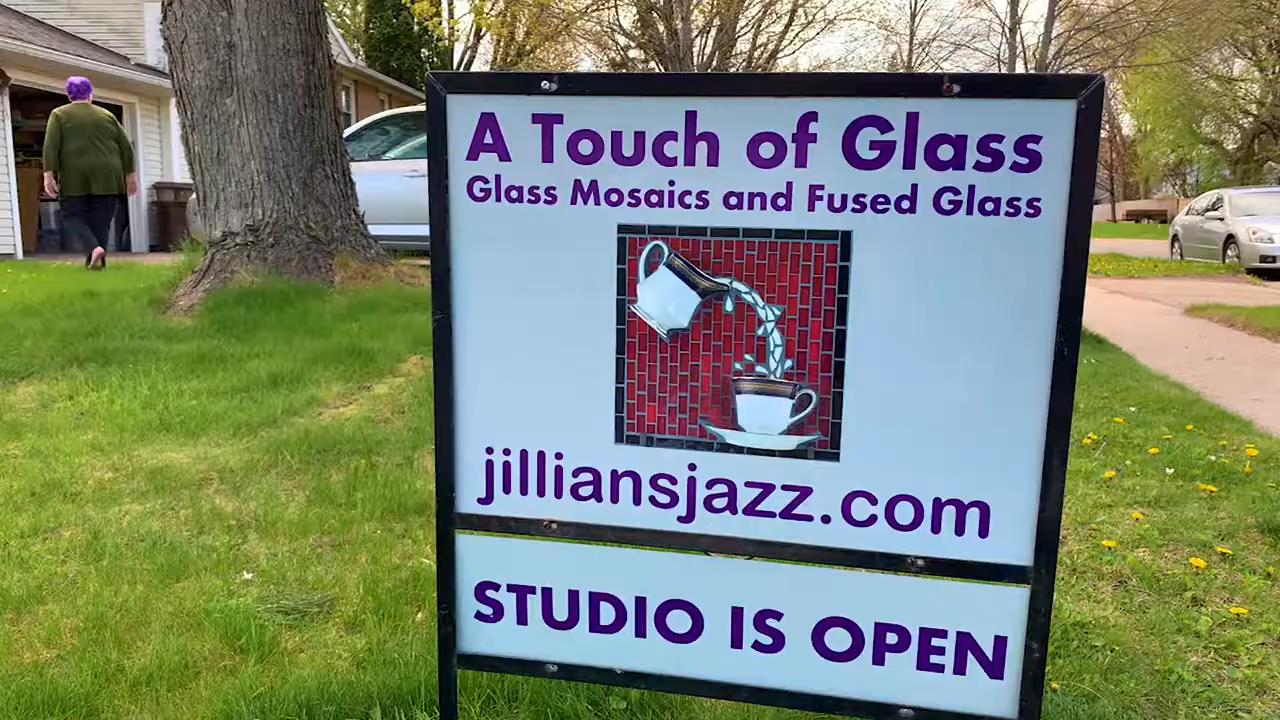 A Touch of Glass
Glass Mosaics and Fused Glass
jilliansjazz.com
STUDIO IS OPEN